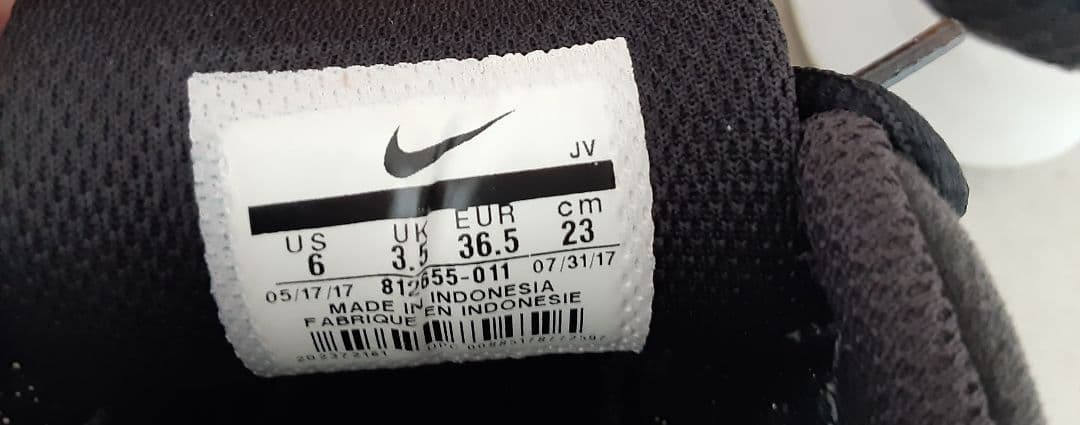 JV
US UK EUR cm
6 3.5 36.5 23
05/17/17 812655-011 07/31/17
MADE IN INDONESIA
FABRIQUE EN INDONESIE